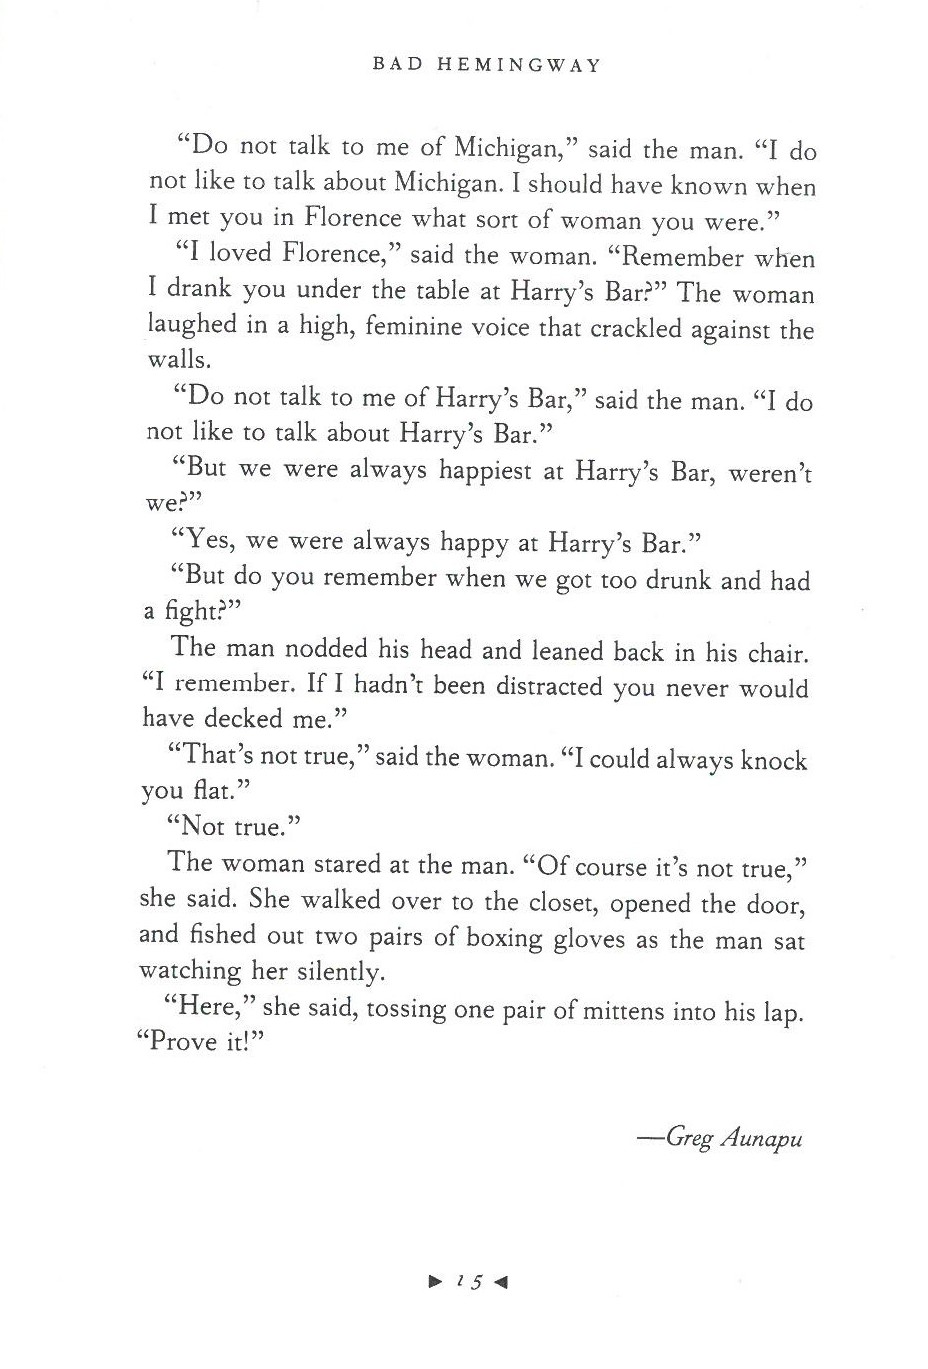 BAD HEMINGWAY
“Do not talk to me of Michigan,” said the man. “I do
not like to talk about Michigan. I should have known when
I met you in Florence what sort of woman you were.”
“I loved Florence,” said the woman. “Remember when
I drank you under the table at Harry’s Bar?” The woman
laughed in a high, feminine voice that crackled against the
walls.
“Do not talk to me of Harry’s Bar,” said the man. “I do
not like to talk about Harry’s Bar.”
“But we were always happiest at Harry’s Bar, weren’t
we?”
“Yes, we were always happy at Harry’s Bar.”
“But do you remember when we got too drunk and had
a fight?”
The man nodded his head and leaned back in his chair.
“I remember. If I hadn’t been distracted you never would
have decked me.”
“That’s not true,” said the woman. “I could always knock
you flat.”
“Not true.”
The woman stared at the man. “Of course it’s not true,”
she said. She walked over to the closet, opened the door,
and fished out two pairs of boxing gloves as the man sat
watching her silently.
“Here,” she said, tossing one pair of mittens into his lap.
“Prove it!”
—Greg Aunapu
▶ 15 ◀